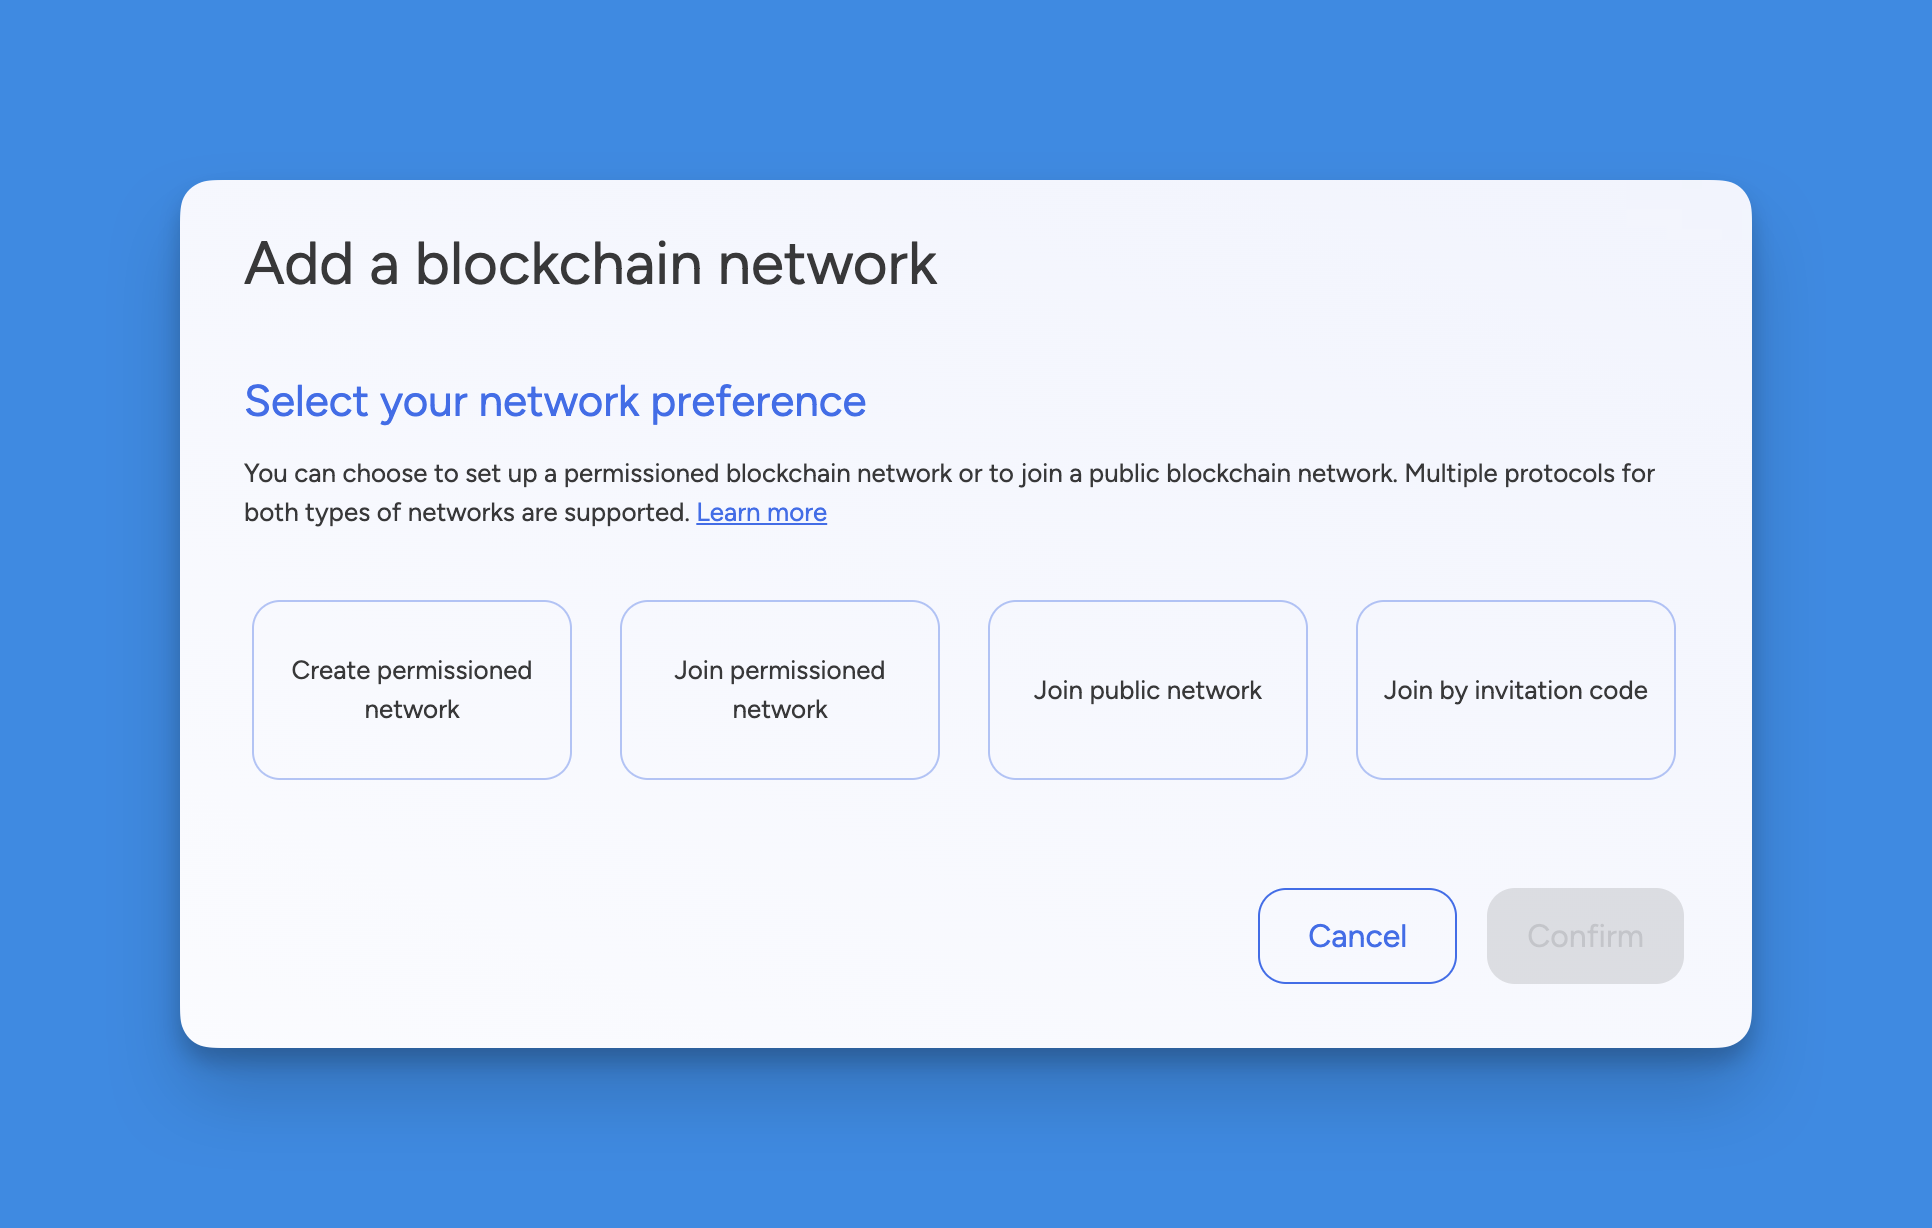 Add a blockchain network
Select your network preference
You can choose to set up a permissioned blockchain network or to join a public blockchain network. Multiple protocols for
both types of networks are supported. Learn more
Create permissioned
network
Join permissioned
network
Join public network
Join by invitation code
Cancel
Confirm